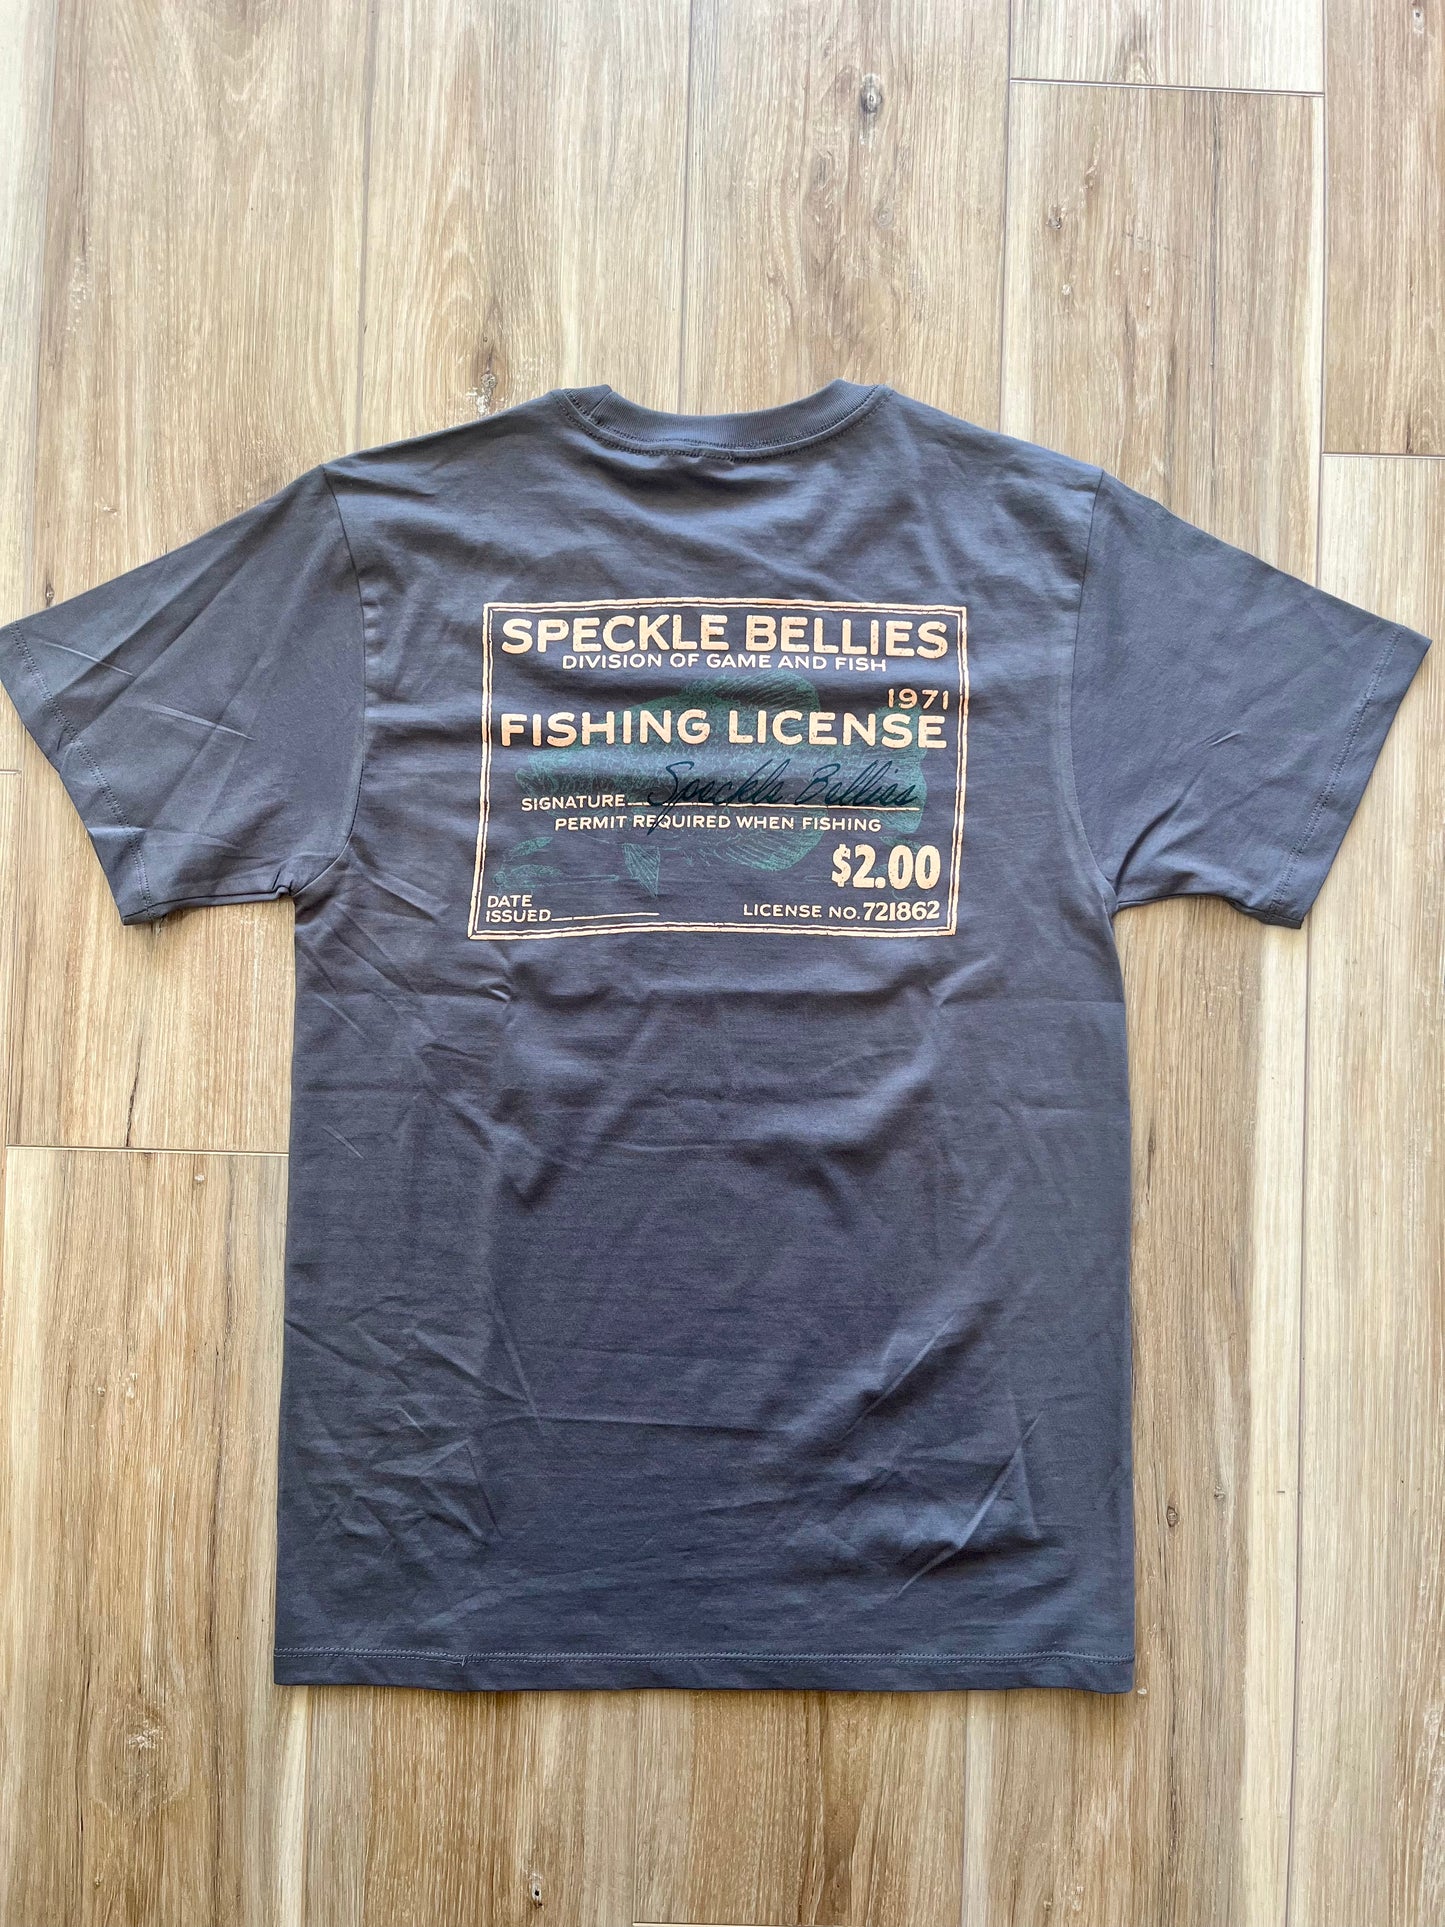 SPECKLE BELLIES
DIVISION OF GAME AND FISH
1971
FISHING LICENSE
SIGNATURE Speckle Bellies
PERMIT REQUIRED WHEN FISHING
$2.00
DATE
ISSUED
LICENSE NO. 721862